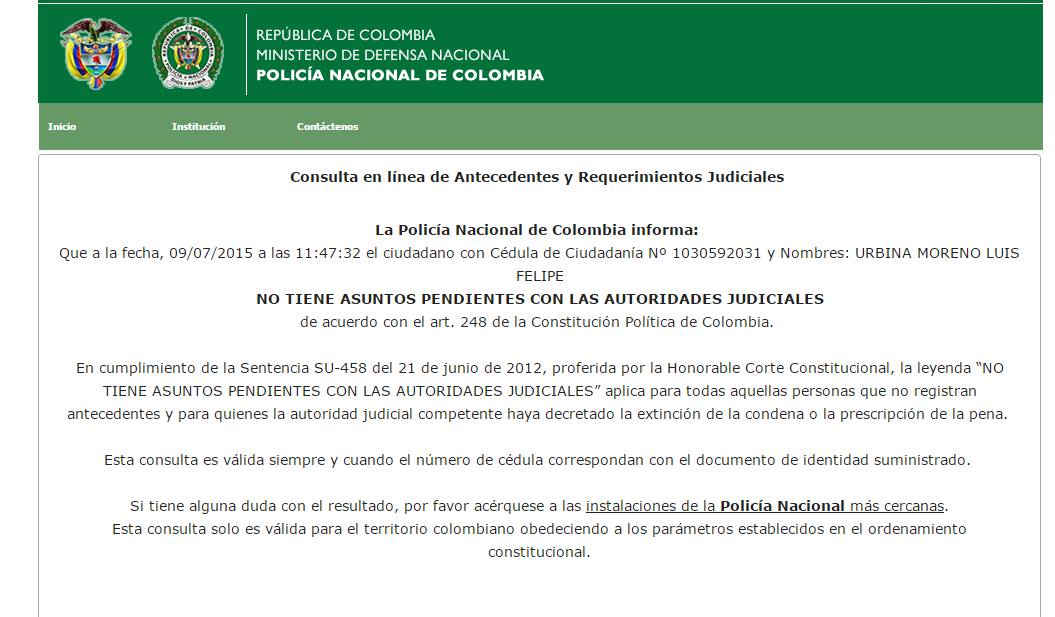 REPÚBLICA DE COLOMBIA
MINISTERIO DE DEFENSA NACIONAL
POLICÍA NACIONAL DE COLOMBIA
Inicio Institución Contáctenos
Consulta en línea de Antecedentes y Requerimientos Judiciales
La Policía Nacional de Colombia informa:
Que a la fecha, 09/07/2015 a las 11:47:32 el ciudadano con Cédula de Ciudadanía Nº 1030592031 y Nombres: URBINA MORENO LUIS
FELIPE
NO TIENE ASUNTOS PENDIENTES CON LAS AUTORIDADES JUDICIALES
de acuerdo con el art. 248 de la Constitución Política de Colombia.
En cumplimiento de la Sentencia SU-458 del 21 de junio de 2012, proferida por la Honorable Corte Constitucional, la leyenda “NO
TIENE ASUNTOS PENDIENTES CON LAS AUTORIDADES JUDICIALES” aplica para todas aquellas personas que no registran
antecedentes y para quienes la autoridad judicial competente haya decretado la extinción de la condena o la prescripción de la pena.
Esta consulta es válida siempre y cuando el número de cédula correspondan con el documento de identidad suministrado.
Si tiene alguna duda con el resultado, por favor acérquese a las instalaciones de la Policía Nacional más cercanas.
Esta consulta solo es válida para el territorio colombiano obedeciendo a los parámetros establecidos en el ordenamiento
constitucional.